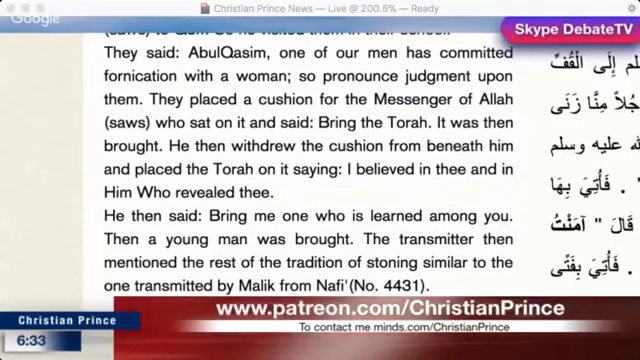 Christian Prince News — Live @ 200.5% — Ready
Google
Skype DebateTV
They said: AbulQasim, one of our men has committed
fornication with a woman; so pronounce judgment upon
them. They placed a cushion for the Messenger of Allah
(saws) who sat on it and said: Bring the Torah. It was then
brought. He then withdrew the cushion from beneath him
and placed the Torah on it saying: I believed in thee and in
Him Who revealed thee.
He then said: Bring me one who is learned among you.
Then a young man was brought. The transmitter then
mentioned the rest of the tradition of stoning similar to the
one transmitted by Malik from Nafi'(No. 4431).
إِلَى الْقُفِّ
مِنَّا زَنَى
عليه وسلم
فَأُتِيَ بِهَا
قَالَ " آمَنْتُ
فَأُتِيَ بِفَتًى
www.patreon.com/ChristianPrince
To contact me minds.com/ChristianPrince
Christian Prince
6:33